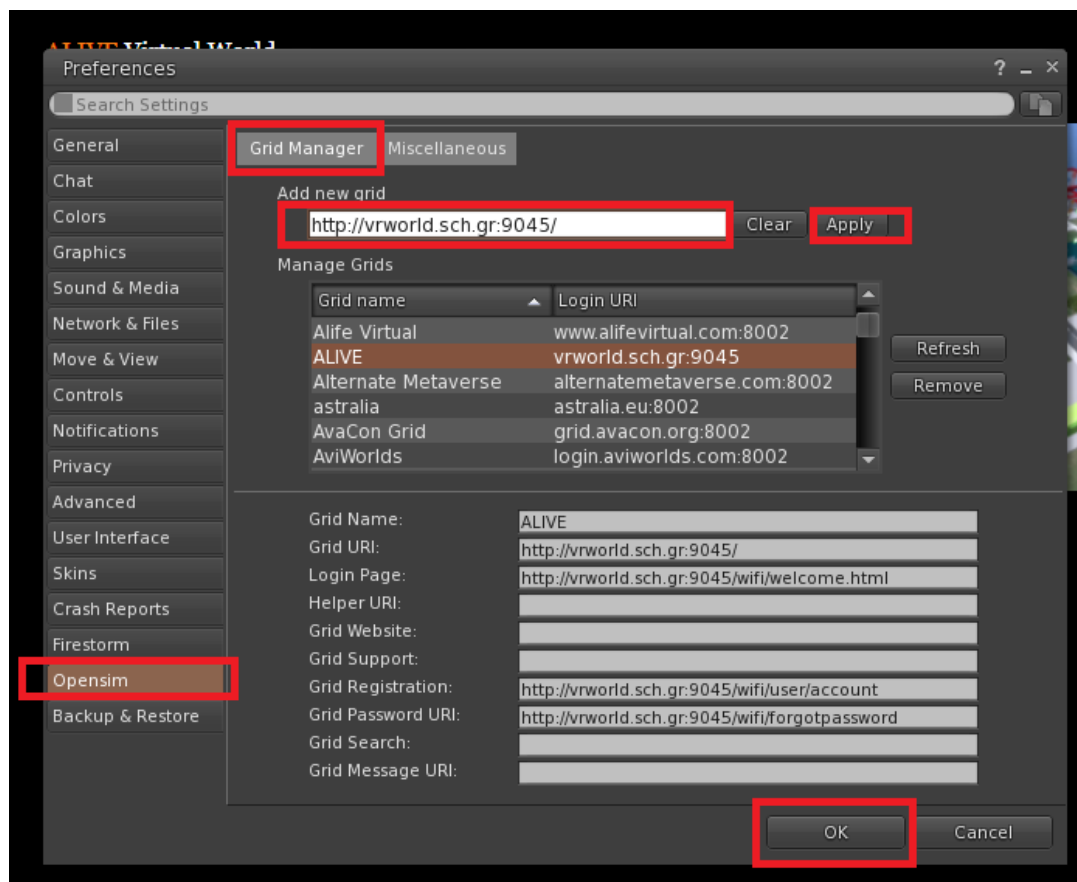 ALIVE Virtual World
Preferences ? _ ×
Search Settings
General
Chat
Colors
Graphics
Sound & Media
Network & Files
Move & View
Controls
Notifications
Privacy
Advanced
User Interface
Skins
Crash Reports
Firestorm
Opensim
Backup & Restore
Grid Manager Miscellaneous
Add new grid
http://vrworld.sch.gr:9045/ Clear Apply
Manage Grids
Grid name Login URI
Alife Virtual www.alifevirtual.com:8002
ALIVE vrworld.sch.gr:9045
Alternate Metaverse alternatemetaverse.com:8002
astralia astralia.eu:8002
AvaCon Grid grid.avacon.org:8002
AviWorlds login.aviworlds.com:8002
Refresh
Remove
Grid Name: ALIVE
Grid URI: http://vrworld.sch.gr:9045/
Login Page: http://vrworld.sch.gr:9045/wifi/welcome.html
Helper URI:
Grid Website:
Grid Support:
Grid Registration: http://vrworld.sch.gr:9045/wifi/user/account
Grid Password URI: http://vrworld.sch.gr:9045/wifi/forgotpassword
Grid Search:
Grid Message URI:
OK Cancel